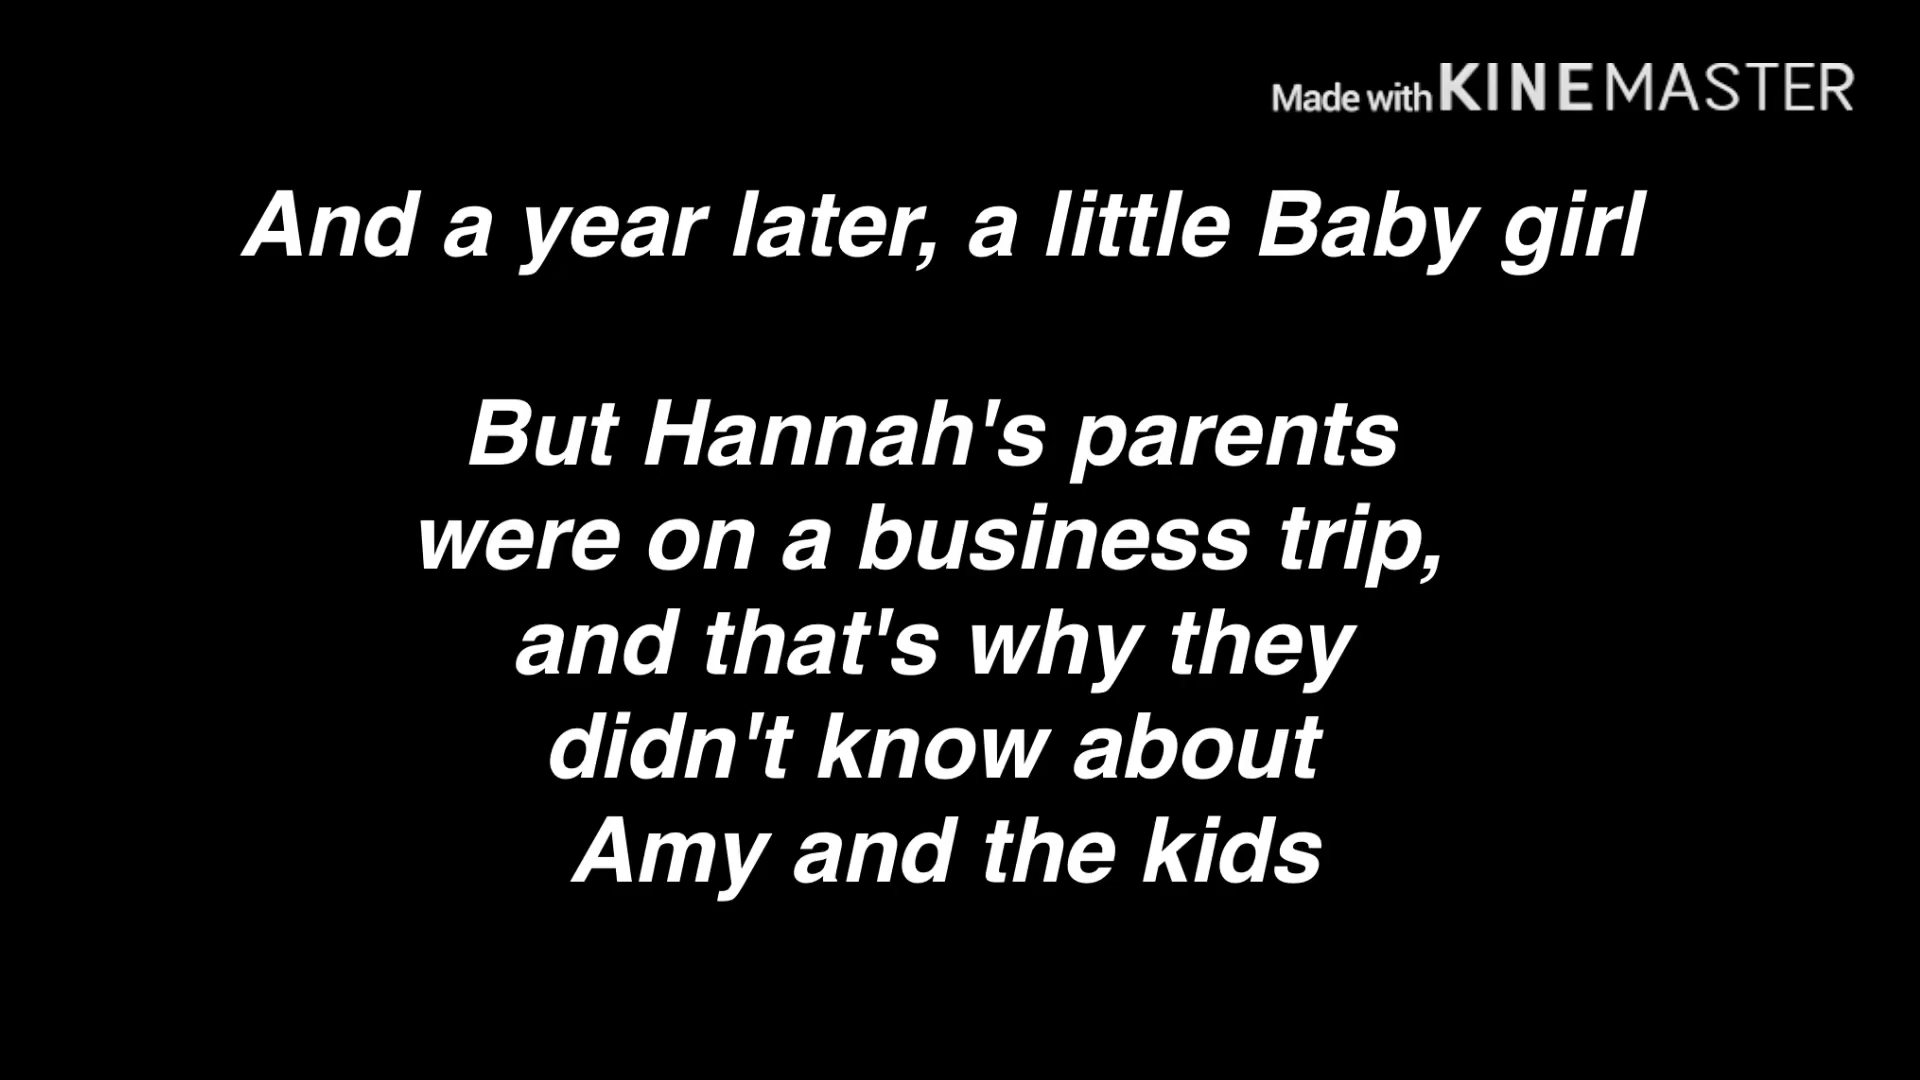 Made with KINEMASTER
And a year later, a little Baby girl
But Hannah's parents
were on a business trip,
and that's why they
didn't know about
Amy and the kids